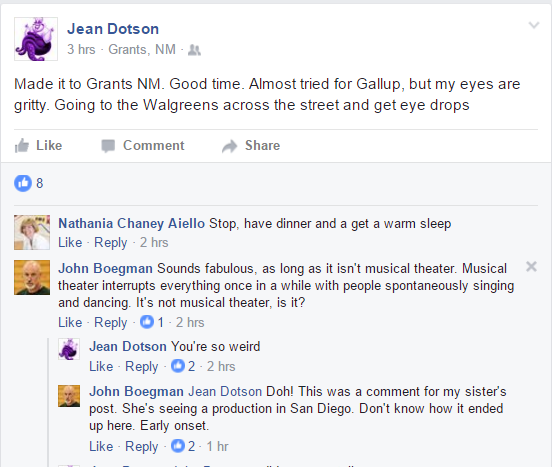 Jean Dotson
3 hrs · Grants, NM ·
Made it to Grants NM. Good time. Almost tried for Gallup, but my eyes are
gritty. Going to the Walgreens across the street and get eye drops
Like Comment Share
8
Nathania Chaney Aiello Stop, have dinner and a get a warm sleep
Like · Reply · 2 hrs
John Boegman Sounds fabulous, as long as it isn't musical theater. Musical
theater interrupts everything once in a while with people spontaneously singing
and dancing. It's not musical theater, is it?
Like · Reply · 1 · 2 hrs
Jean Dotson You're so weird
Like · Reply · 2 · 2 hrs
John Boegman Jean Dotson Doh! This was a comment for my sister's
post. She's seeing a production in San Diego. Don't know how it ended
up here. Early onset.
Like · Reply · 2 · 1 hr